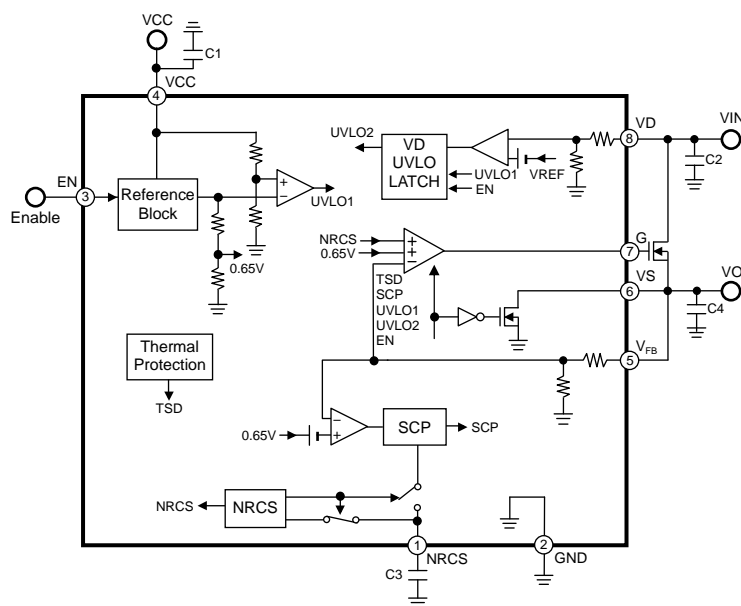 VCC
C1
VCC
4
VD
VIN
8
UVLO2
VD
UVLO
LATCH
C2
UVLO1
VREF
EN
EN
3
Reference
Block
+
−
UVLO1
Enable
NRCS
+
G
7
0.65V
+
−
0.65V
VS
VO
TSD
SCP
UVLO1
UVLO2
EN
6
C4
Thermal
Protection
VFB
5
TSD
−
0.65V
+
SCP
SCP
NRCS
NRCS
1
NRCS
2
GND
C3